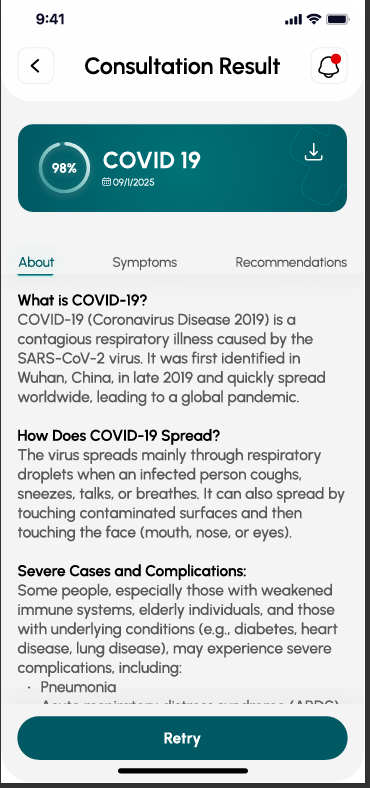 9:41
Consultation Result
98%
COVID 19
09/1/2025
About Symptoms Recommendations
What is COVID-19?
COVID-19 (Coronavirus Disease 2019) is a
contagious respiratory illness caused by the
SARS-CoV-2 virus. It was first identified in
Wuhan, China, in late 2019 and quickly spread
worldwide, leading to a global pandemic.
How Does COVID-19 Spread?
The virus spreads mainly through respiratory
droplets when an infected person coughs,
sneezes, talks, or breathes. It can also spread by
touching contaminated surfaces and then
touching the face (mouth, nose, or eyes).
Severe Cases and Complications:
Some people, especially those with weakened
immune systems, elderly individuals, and those
with underlying conditions (e.g., diabetes, heart
disease, lung disease), may experience severe
complications, including:
· Pneumonia
· Acute respiratory distress syndrome (ARDS)
Retry